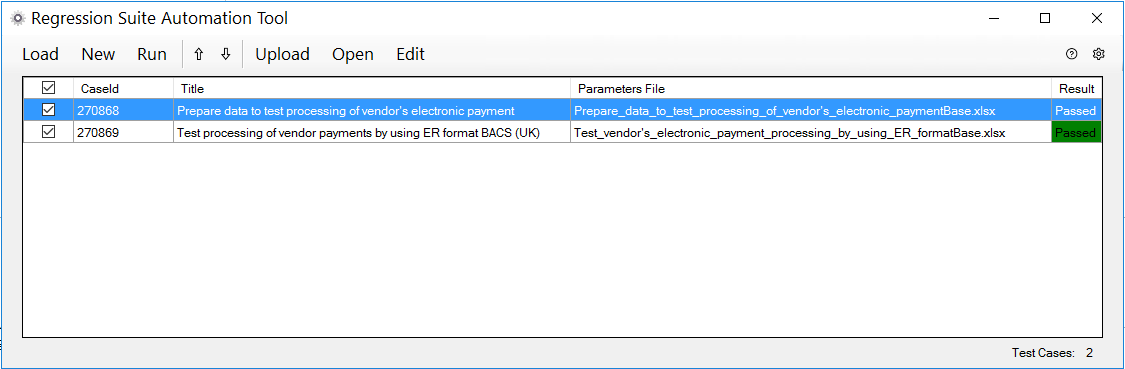 Regression Suite Automation Tool
Load New Run Upload Open Edit
CaseId Title Parameters File Result
270868 Prepare data to test processing of vendor's electronic payment Prepare_data_to_test_processing_of_vendor's_electronic_paymentBase.xlsx Passed
270869 Test processing of vendor payments by using ER format BACS (UK) Test_vendor's_electronic_payment_processing_by_using_ER_formatBase.xlsx Passed
Test Cases: 2